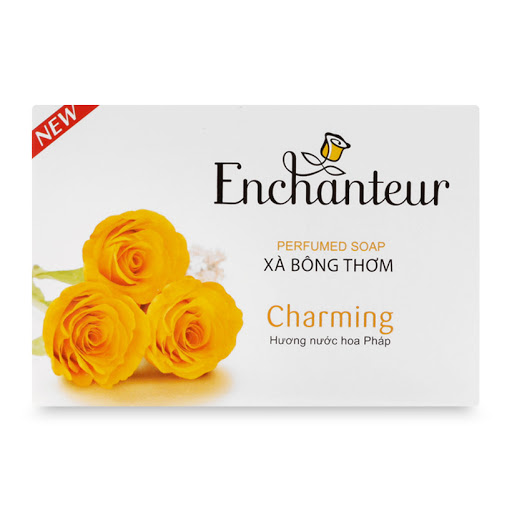 NEW
Enchanteur
PERFUMED SOAP
XÀ BÔNG THƠM
Charming
Hương nước hoa Pháp